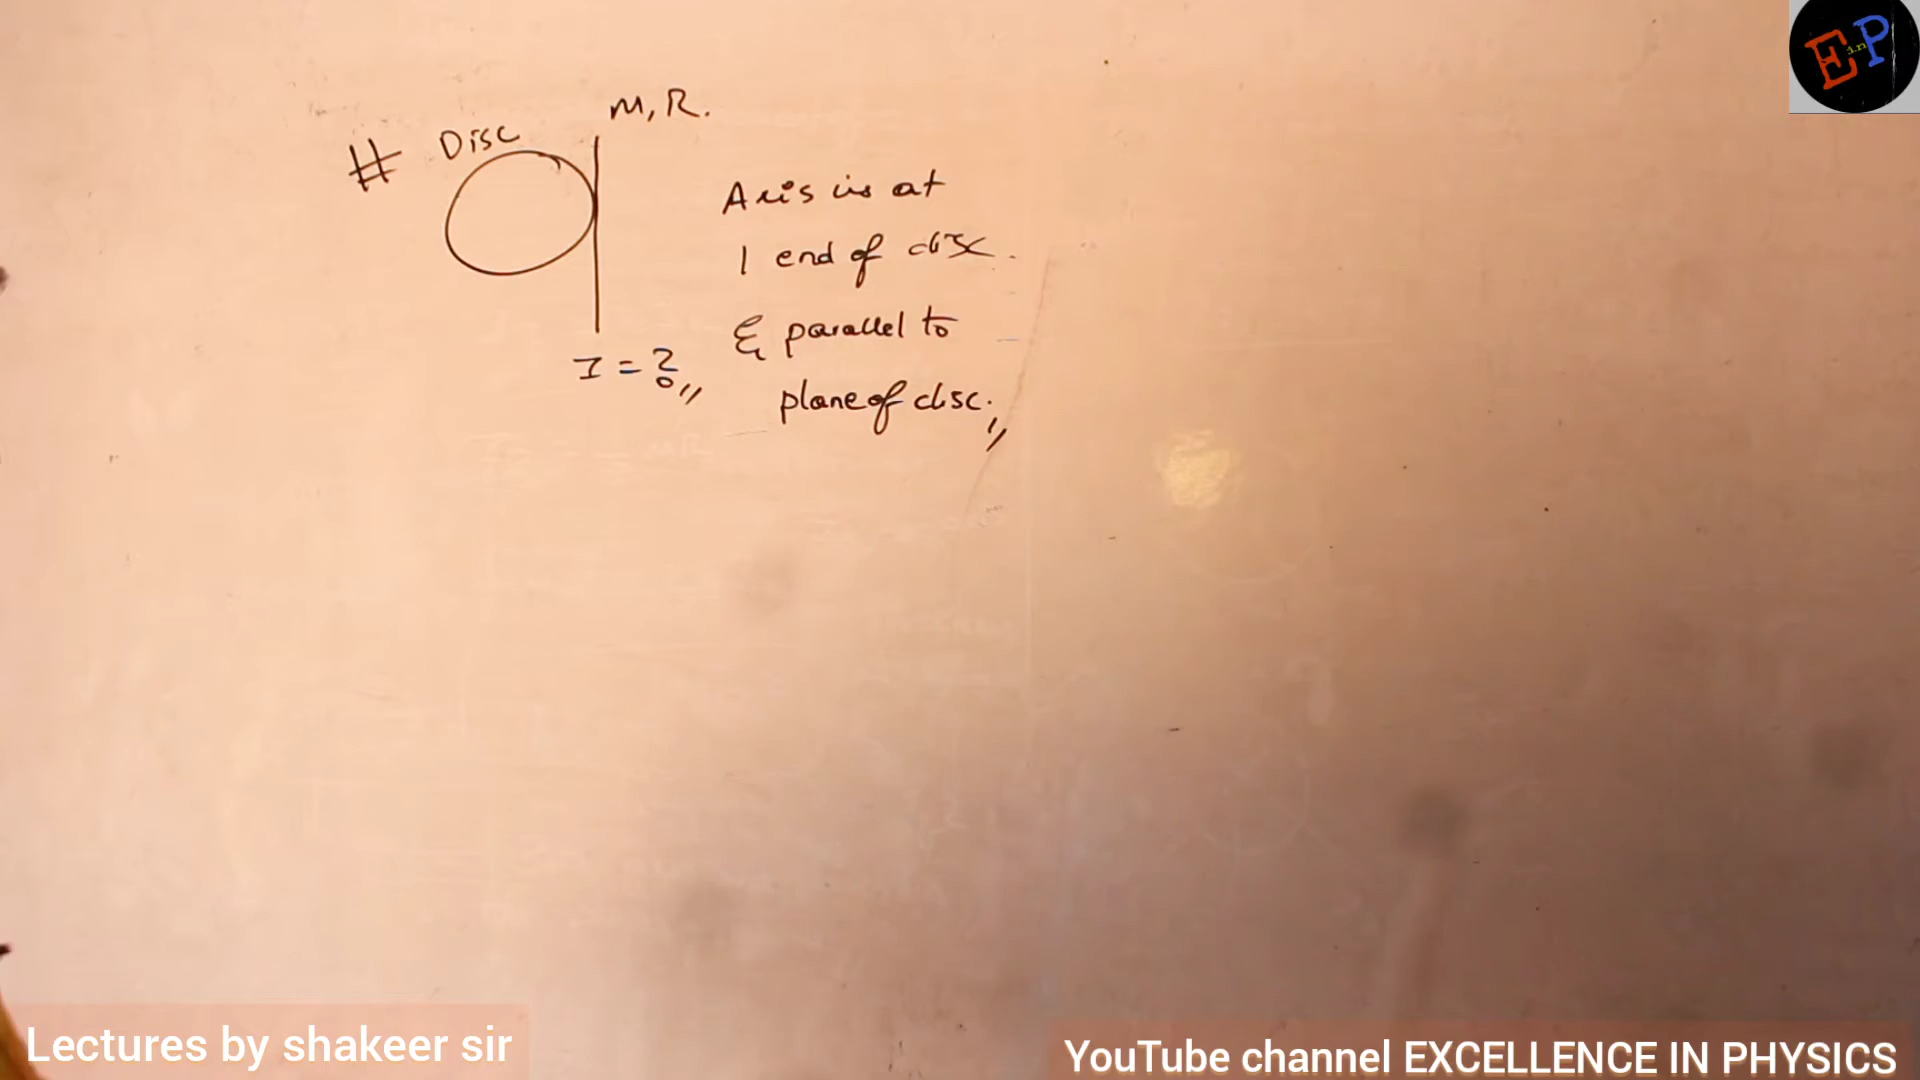 M, R.
# Disc
Axis is at
1 end of disc.
& parallel to
plane of disc.,,
I = ?,,
E in P
Lectures by shakeer sir
YouTube channel EXCELLENCE IN PHYSICS